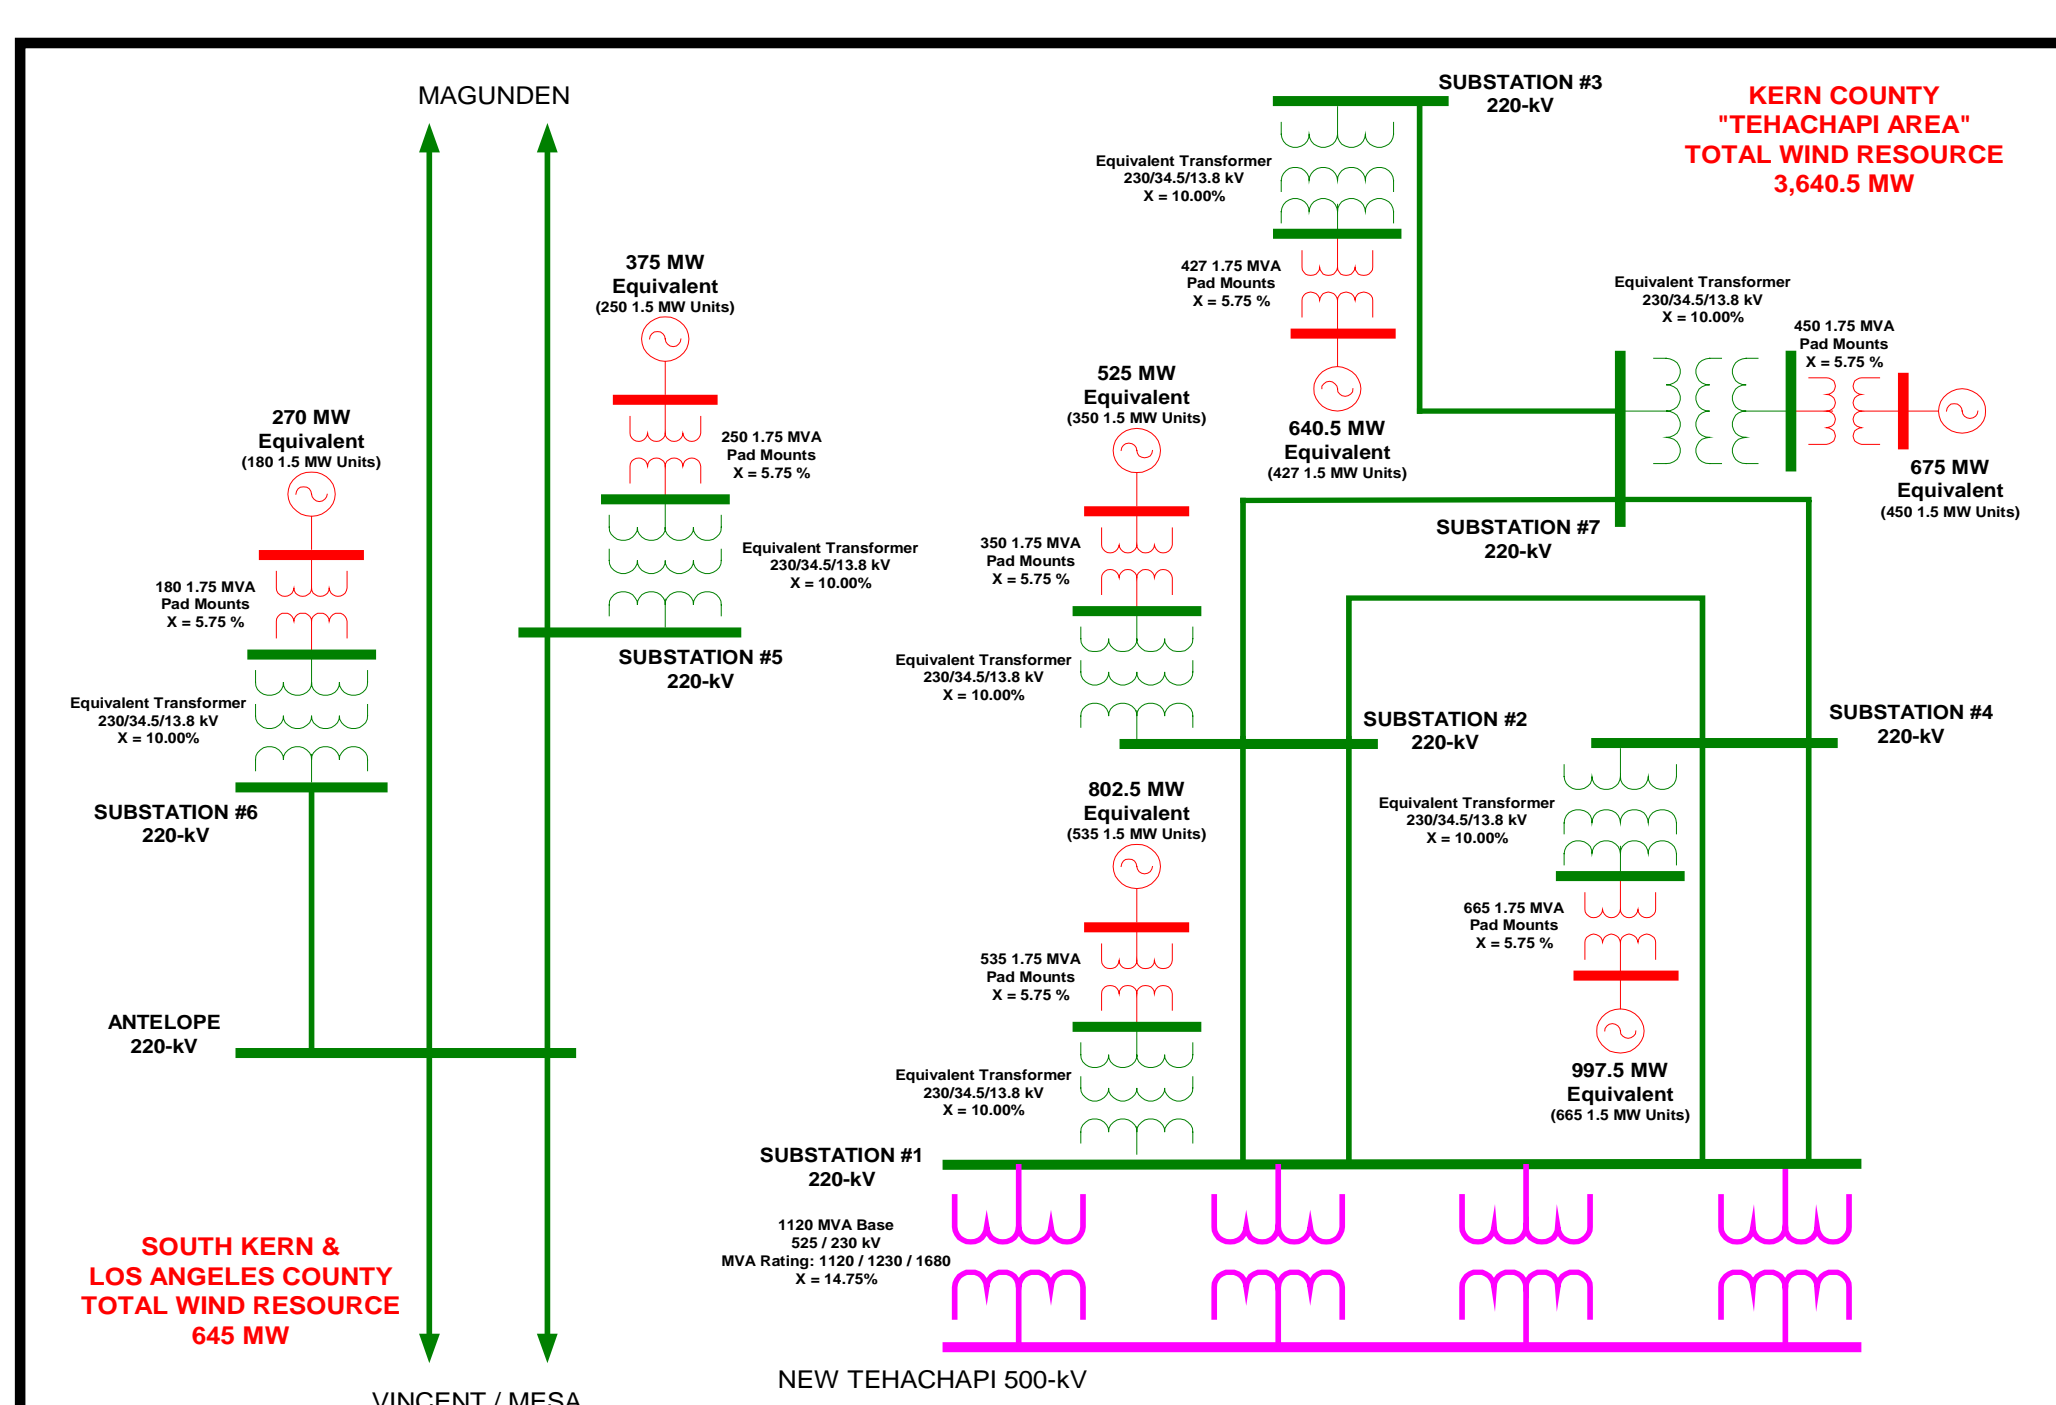 MAGUNDEN
SUBSTATION #3
220-kV
KERN COUNTY
"TEHACHAPI AREA"
TOTAL WIND RESOURCE
3,640.5 MW
Equivalent Transformer
230/34.5/13.8 kV
X = 10.00%
427 1.75 MVA
Pad Mounts
X = 5.75 %
640.5 MW
Equivalent
(427 1.5 MW Units)
Equivalent Transformer
230/34.5/13.8 kV
X = 10.00%
450 1.75 MVA
Pad Mounts
X = 5.75 %
675 MW
Equivalent
(450 1.5 MW Units)
SUBSTATION #7
220-kV
375 MW
Equivalent
(250 1.5 MW Units)
250 1.75 MVA
Pad Mounts
X = 5.75 %
Equivalent Transformer
230/34.5/13.8 kV
X = 10.00%
SUBSTATION #5
220-kV
270 MW
Equivalent
(180 1.5 MW Units)
180 1.75 MVA
Pad Mounts
X = 5.75 %
Equivalent Transformer
230/34.5/13.8 kV
X = 10.00%
SUBSTATION #6
220-kV
525 MW
Equivalent
(350 1.5 MW Units)
350 1.75 MVA
Pad Mounts
X = 5.75 %
Equivalent Transformer
230/34.5/13.8 kV
X = 10.00%
SUBSTATION #2
220-kV
SUBSTATION #4
220-kV
Equivalent Transformer
230/34.5/13.8 kV
X = 10.00%
665 1.75 MVA
Pad Mounts
X = 5.75 %
997.5 MW
Equivalent
(665 1.5 MW Units)
802.5 MW
Equivalent
(535 1.5 MW Units)
535 1.75 MVA
Pad Mounts
X = 5.75 %
Equivalent Transformer
230/34.5/13.8 kV
X = 10.00%
ANTELOPE
220-kV
SUBSTATION #1
220-kV
1120 MVA Base
525 / 230 kV
MVA Rating: 1120 / 1230 / 1680
X = 14.75%
SOUTH KERN &
LOS ANGELES COUNTY
TOTAL WIND RESOURCE
645 MW
NEW TEHACHAPI 500-kV
VINCENT / MESA